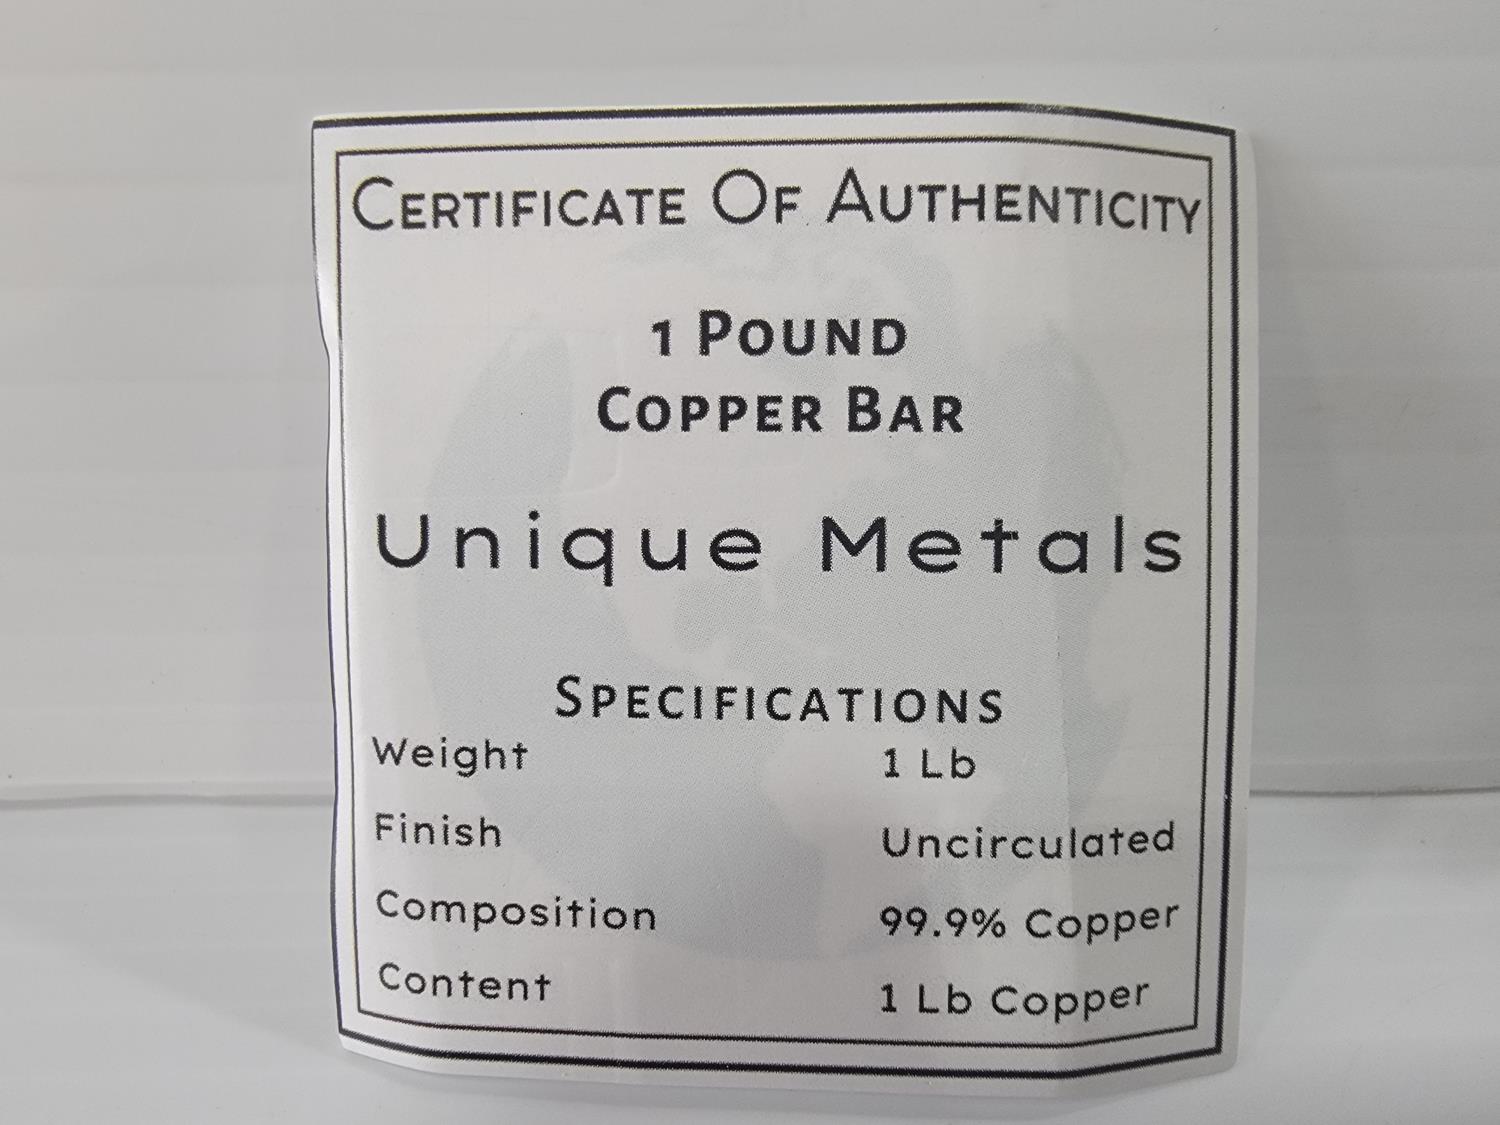 Certificate Of Authenticity
1 Pound
Copper Bar
Unique Metals
Specifications
Weight 1 Lb
Finish Uncirculated
Composition 99.9% Copper
Content 1 Lb Copper